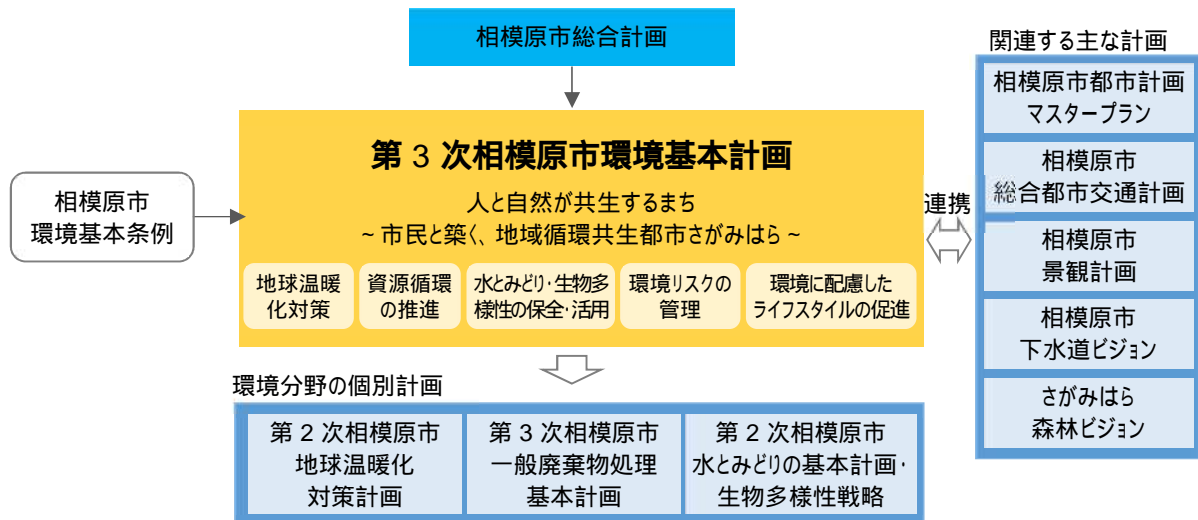 相模原市総合計画
関連する主な計画
相模原市都市計画
マスタープラン
相模原市
総合都市交通計画
相模原市
景観計画
相模原市
下水道ビジョン
さがみはら
森林ビジョン
連携
相模原市
環境基本条例
第3次相模原市環境基本計画
人と自然が共生するまち
~市民と築く、地域循環共生都市さがみはら~
地球温暖
化対策
資源循環
の推進
水とみどり・生物多
様性の保全・活用
環境リスクの
管理
環境に配慮した
ライフスタイルの促進
環境分野の個別計画
第2次相模原市
地球温暖化
対策計画
第3次相模原市
一般廃棄物処理
基本計画
第2次相模原市
水とみどりの基本計画・
生物多様性戦略